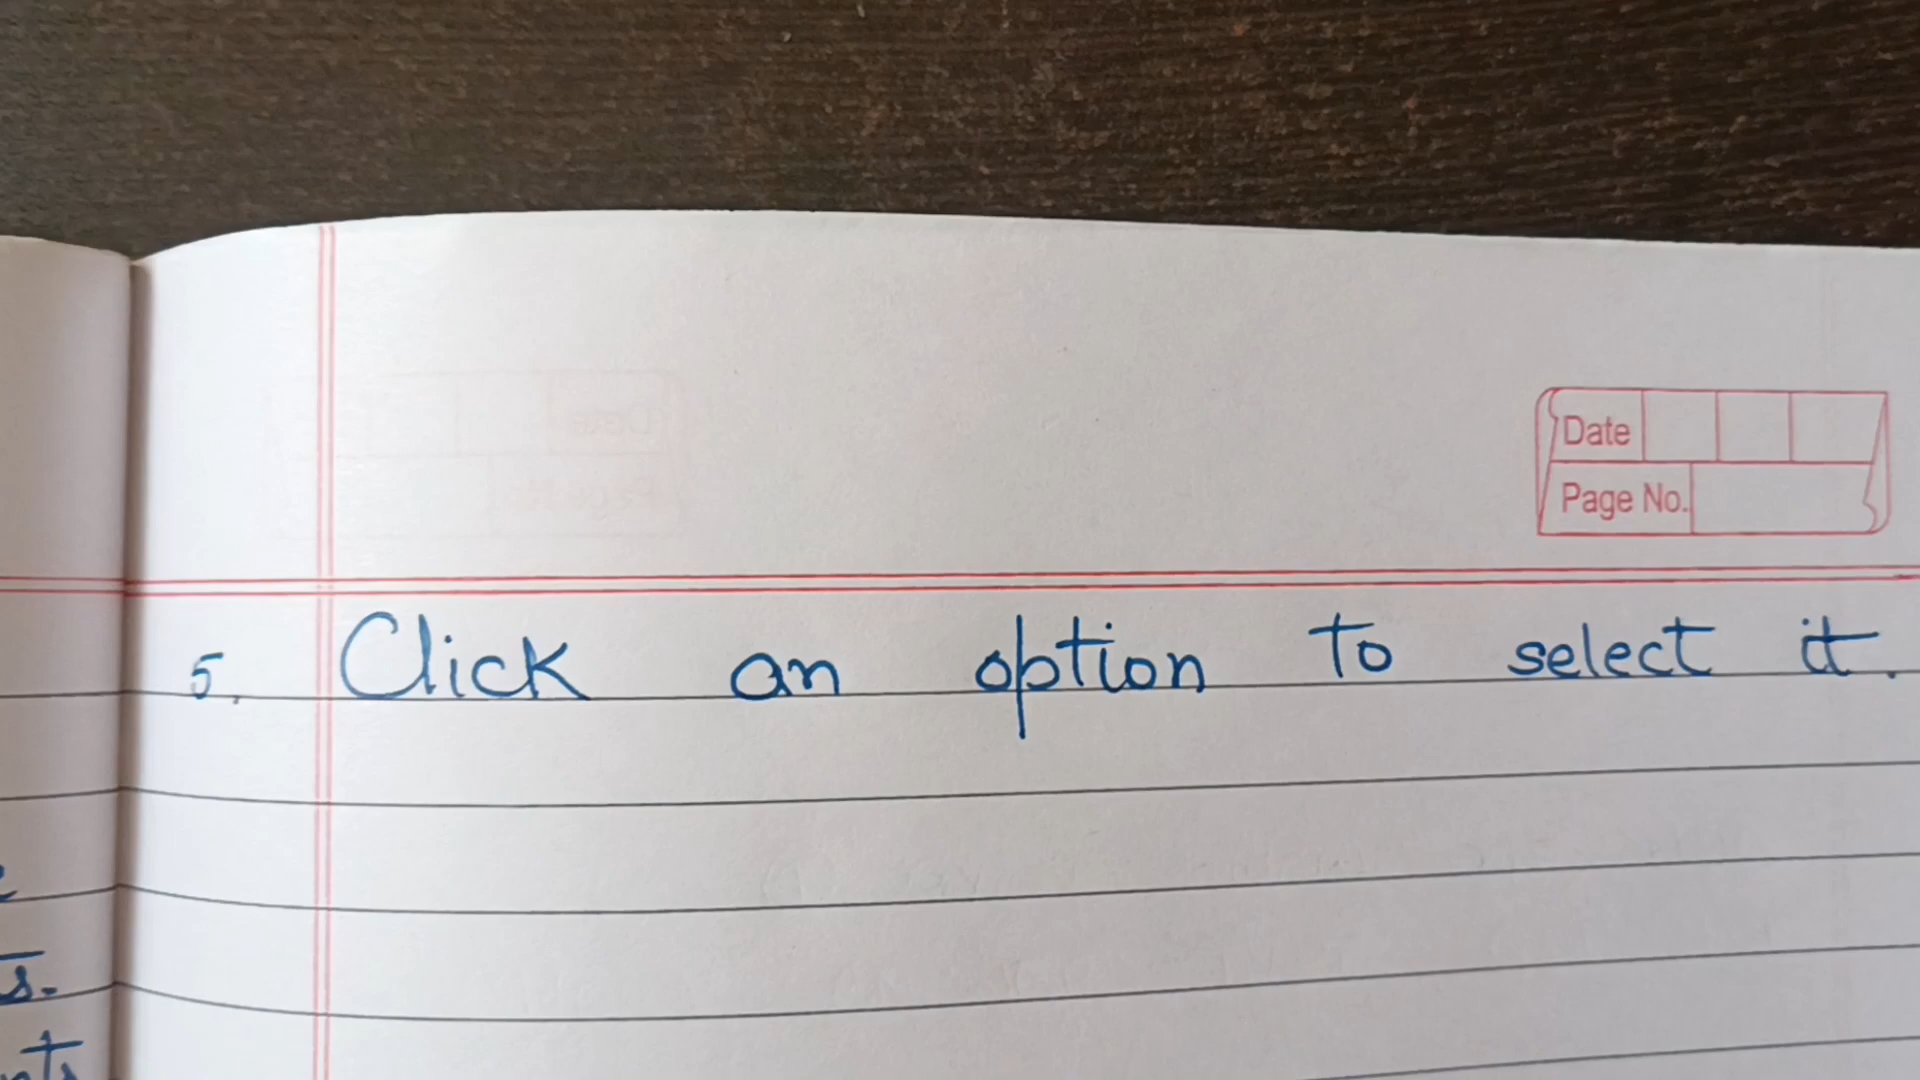 Date
Page No.
5. Click an option to select it.